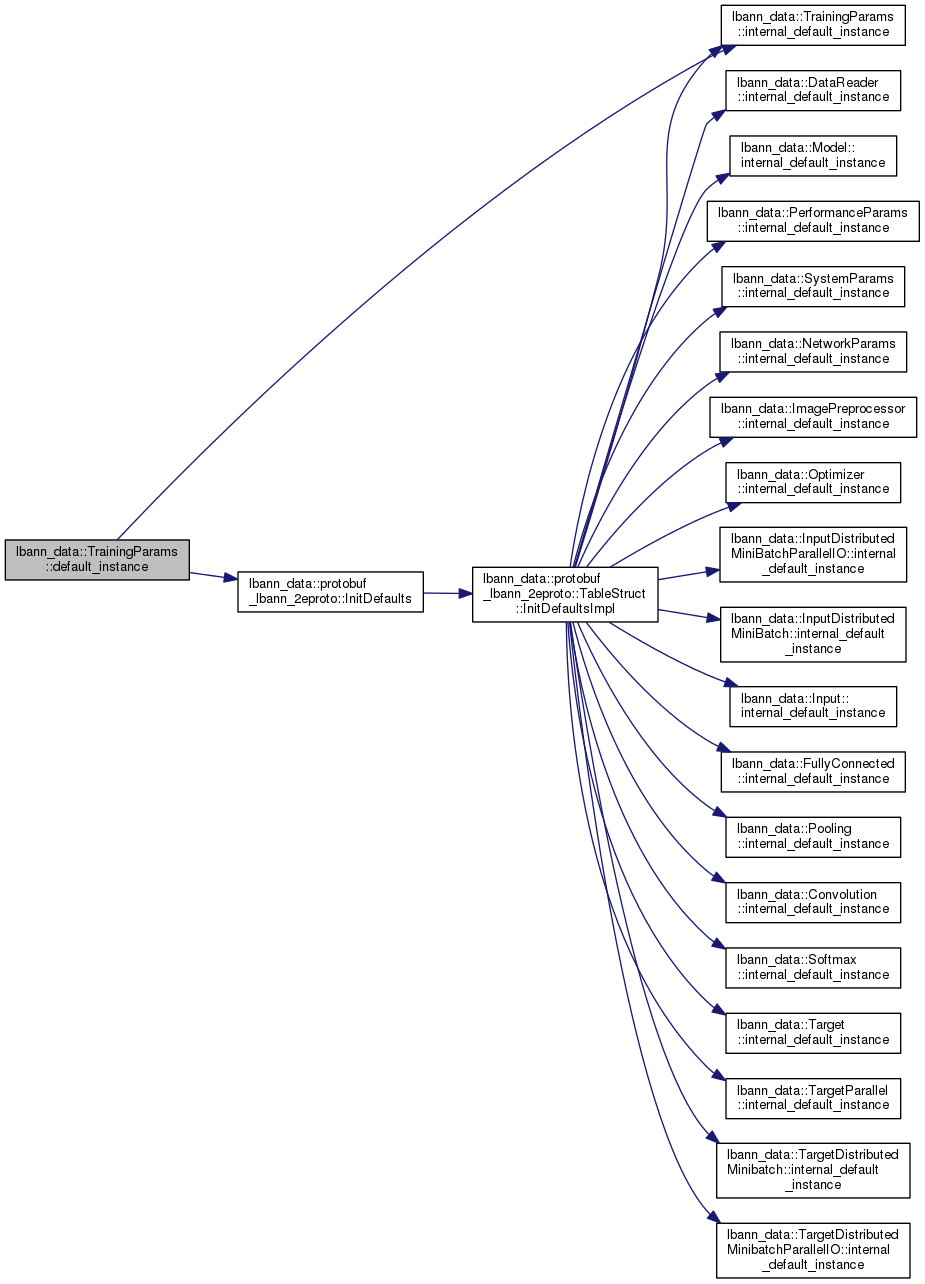 lbann_data::TrainingParams
::default_instance
lbann_data::protobuf
_lbann_2eproto::InitDefaults
lbann_data::protobuf
_lbann_2eproto::TableStruct
::InitDefaultsImpl
lbann_data::TrainingParams
::internal_default_instance
lbann_data::DataReader
::internal_default_instance
lbann_data::Model::
internal_default_instance
lbann_data::PerformanceParams
::internal_default_instance
lbann_data::SystemParams
::internal_default_instance
lbann_data::NetworkParams
::internal_default_instance
lbann_data::ImagePreprocessor
::internal_default_instance
lbann_data::Optimizer
::internal_default_instance
lbann_data::InputDistributed
MiniBatchParallelIO::internal
_default_instance
lbann_data::InputDistributed
MiniBatch::internal_default
_instance
lbann_data::Input::
internal_default_instance
lbann_data::FullyConnected
::internal_default_instance
lbann_data::Pooling
::internal_default_instance
lbann_data::Convolution
::internal_default_instance
lbann_data::Softmax
::internal_default_instance
lbann_data::Target
::internal_default_instance
lbann_data::TargetParallel
::internal_default_instance
lbann_data::TargetDistributed
Minibatch::internal_default
_instance
lbann_data::TargetDistributed
MinibatchParallelIO::internal
_default_instance